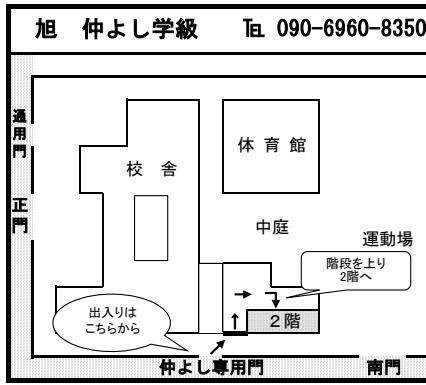 旭 仲よし学級 ℡ 090-6960-8350
通用門
体育館
校舎
正門
中庭
運動場
階段を上り
2階へ
出入りは
こちらから
2階
仲よし専用門 南門